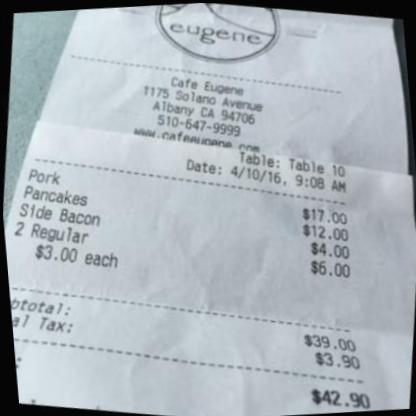 eugene
Cafe Eugene
1175 Solano Avenue
Albany CA 94706
510-647-9999
www.cafeeugene.com
Table: Table 10
Date: 4/10/16, 9:08 AM
Pork $17.00
Pancakes $12.00
Side Bacon $4.00
2 Regular $6.00
$3.00 each
btotal: $39.00
al Tax: $3.90
$42.90